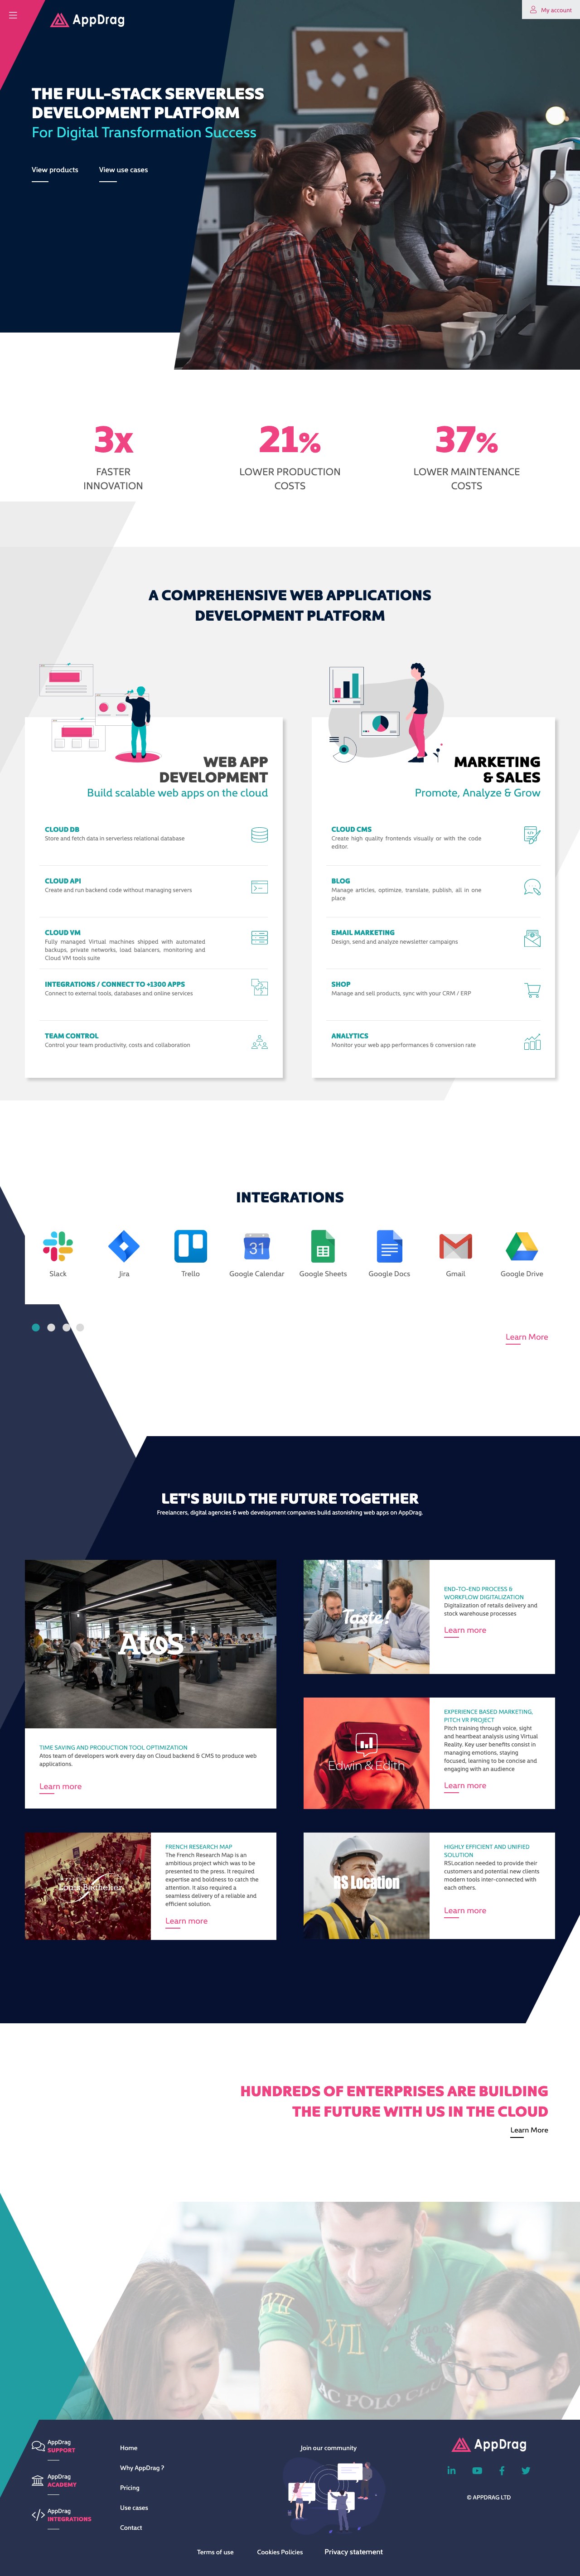 AppDrag
My account
THE FULL-STACK SERVERLESS
DEVELOPMENT PLATFORM
For Digital Transformation Success
View products
View use cases
3x
FASTER
INNOVATION
21%
LOWER PRODUCTION
COSTS
37%
LOWER MAINTENANCE
COSTS
A COMPREHENSIVE WEB APPLICATIONS
DEVELOPMENT PLATFORM
WEB APP
DEVELOPMENT
Build scalable web apps on the cloud
CLOUD DB
Store and fetch data in serverless relational database
CLOUD API
Create and run backend code without managing servers
CLOUD VM
Fully managed Virtual machines shipped with automated
backups, private networks, load balancers, monitoring and
Cloud VM tools suite
INTEGRATIONS / CONNECT TO +1300 APPS
Connect to external tools, databases and online services
TEAM CONTROL
Control your team productivity, costs and collaboration
MARKETING
& SALES
Promote, Analyze & Grow
CLOUD CMS
Create high quality frontends visually or with the code
editor.
BLOG
Manage articles, optimize, translate, publish, all in one
place
EMAIL MARKETING
Design, send and analyze newsletter campaigns
SHOP
Manage and sell products, sync with your CRM / ERP
ANALYTICS
Monitor your web app performances & conversion rate
INTEGRATIONS
31
Slack
Jira
Trello
Google Calendar
Google Sheets
Google Docs
Gmail
Google Drive
Learn More
LET'S BUILD THE FUTURE TOGETHER
Freelancers, digital agencies & web development companies build astonishing web apps on AppDrag.
Atos
TIME SAVING AND PRODUCTION TOOL OPTIMIZATION
Atos team of developers work every day on Cloud backend & CMS to produce web
applications.
Learn more
Taste!
END-TO-END PROCESS &
WORKFLOW DIGITALIZATION
Digitalization of retails delivery and
stock warehouse processes
Learn more
Edwin & Edith
EXPERIENCE BASED MARKETING,
PITCH VR PROJECT
Pitch training through voice, sight
and heartbeat analysis using Virtual
Reality. Key user benefits consist in
managing emotions, staying
focused, learning to be concise and
engaging with an audience
Learn more
FRENCH RESEARCH MAP
The French Research Map is an
ambitious project which was to be
presented to the press. It required
expertise and boldness to catch the
attention. It also required a
seamless delivery of a reliable and
efficient solution.
Learn more
RS Location
HIGHLY EFFICIENT AND UNIFIED
SOLUTION
RSLocation needed to provide their
customers and potential new clients
modern tools inter-connected with
each others.
Learn more
HUNDREDS OF ENTERPRISES ARE BUILDING
THE FUTURE WITH US IN THE CLOUD
Learn More
AppDrag
SUPPORT
AppDrag
ACADEMY
AppDrag
INTEGRATIONS
Home
Why AppDrag ?
Pricing
Use cases
Contact
Join our community
AppDrag
© APPDRAG LTD
Terms of use
Cookies Policies
Privacy statement